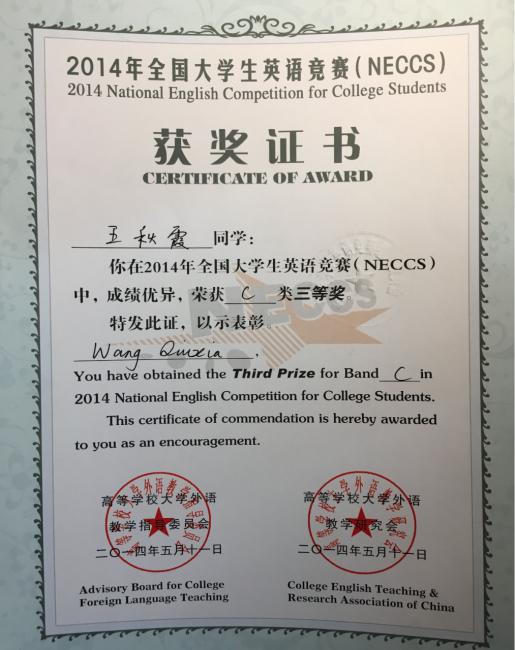 2014年全国大学生英语竞赛(NECCS)
2014 National English Competition for College Students
获奖证书
CERTIFICATE OF AWARD
王秋霞同学:
你在2014年全国大学生英语竞赛(NECCS)
中,成绩优异,荣获 C 类三等奖。
特发此证,以示表彰。
NECCS
Wang Qiuxia ,
You have obtained the Third Prize for Band C in
2014 National English Competition for College Students.
This certificate of commendation is hereby awarded
to you as an encouragement.
高等学校大学外语
教学指导委员会
二〇一四年五月十一日
Advisory Board for College
Foreign Language Teaching
高等学校大学外语
教学研究会
二〇一四年五月十一日
College English Teaching &
Research Association of China